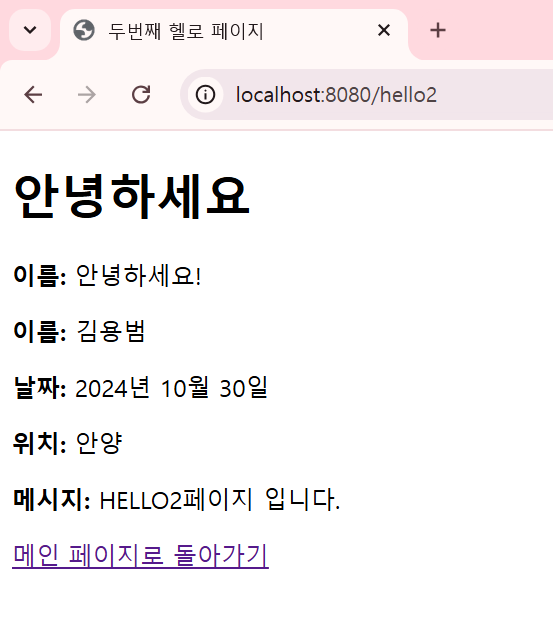 두번째 헬로 페이지
localhost:8080/hello2
안녕하세요
이름: 안녕하세요!
이름: 김용범
날짜: 2024년 10월 30일
위치: 안양
메시지: HELLO2페이지 입니다.
메인 페이지로 돌아가기